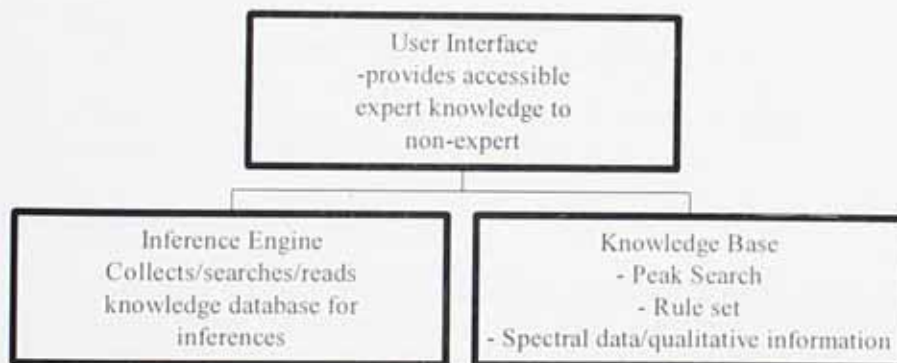 User Interface
-provides accessible
expert knowledge to
non-expert
Inference Engine
Collects/searches/reads
knowledge database for
inferences
Knowledge Base
- Peak Search
- Rule set
- Spectral data/qualitative information